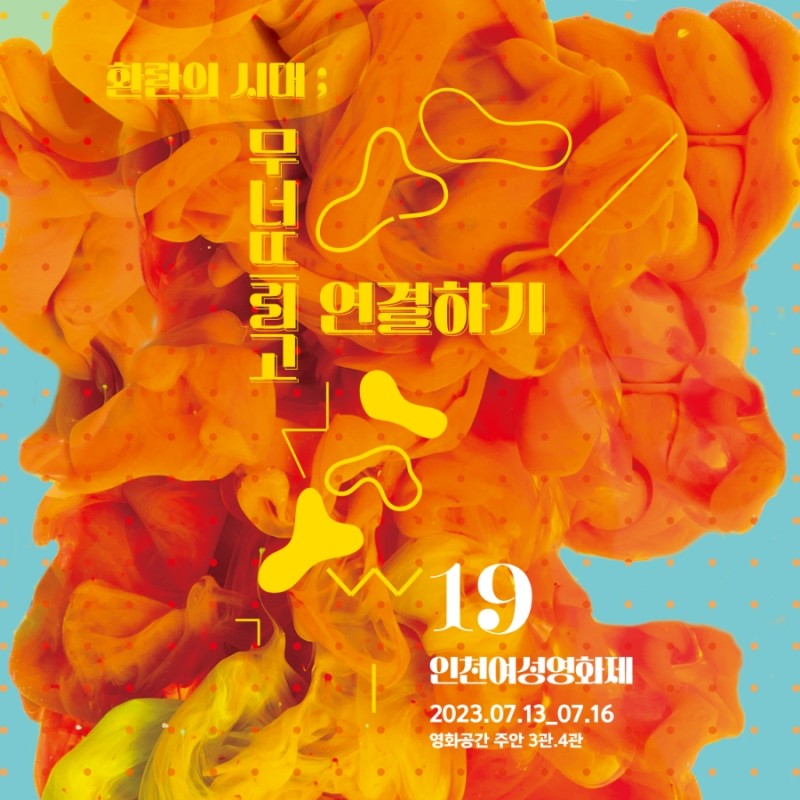 환란의 시대 ;
무너뜨리고
연결하기
19
인천여성영화제
2023.07.13_07.16
영화공간 주안 3관.4관